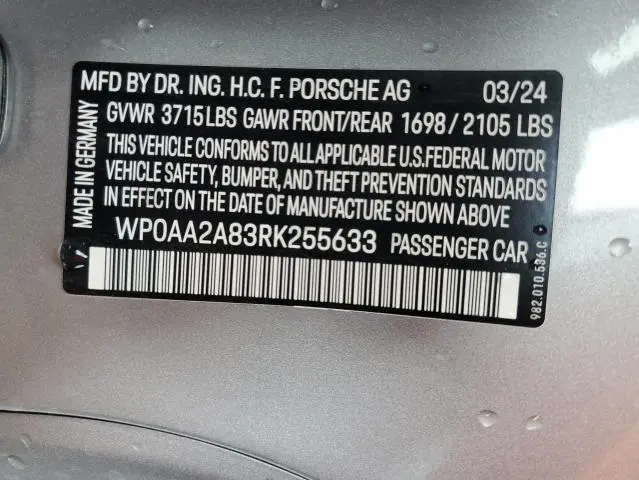 MFD BY DR. ING. H.C. F. PORSCHE AG 03/24
GVWR 3715 LBS GAWR FRONT/REAR 1698 / 2105 LBS
THIS VEHICLE CONFORMS TO ALL APPLICABLE U.S.FEDERAL MOTOR
VEHICLE SAFETY, BUMPER, AND THEFT PREVENTION STANDARDS
IN EFFECT ON THE DATE OF MANUFACTURE SHOWN ABOVE
WP0AA2A83RK255633 PASSENGER CAR
MADE IN GERMANY
982.010.536.C